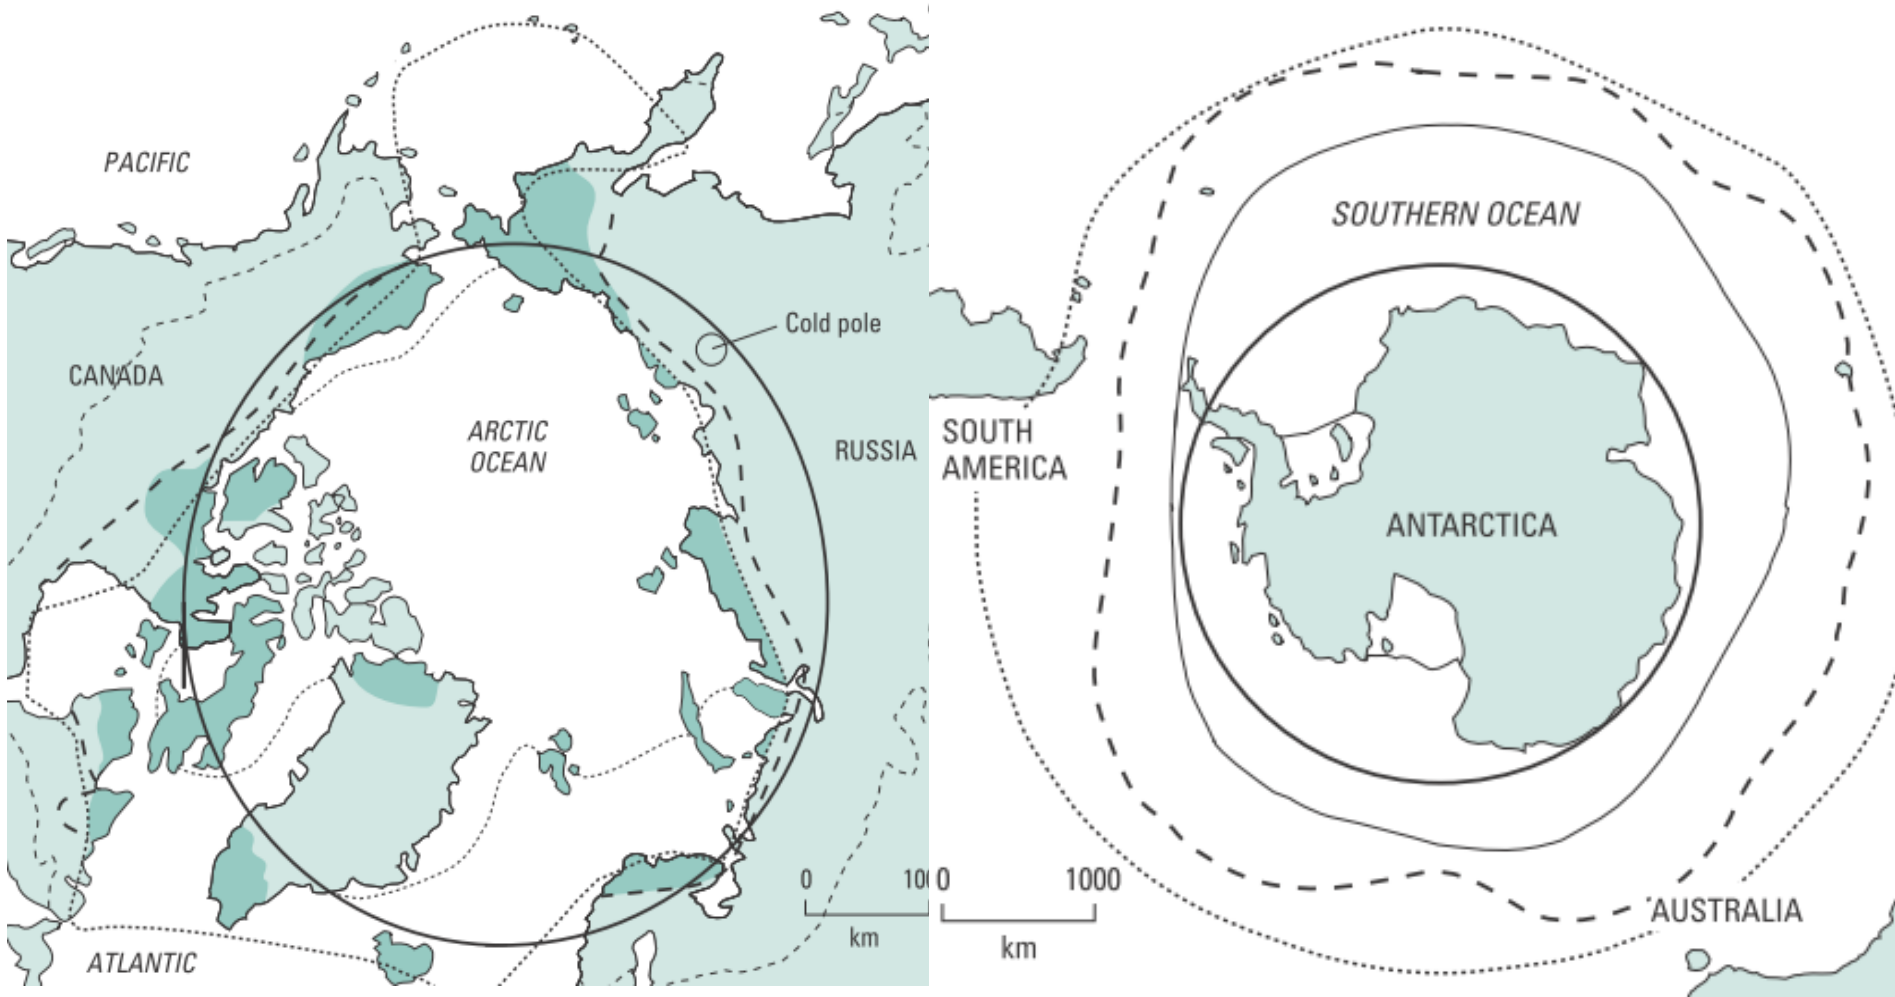 PACIFIC
CANADA
ARCTIC
OCEAN
Cold pole
RUSSIA
ATLANTIC
0
km
SOUTHERN OCEAN
SOUTH
AMERICA
ANTARCTICA
0 1000
km
AUSTRALIA